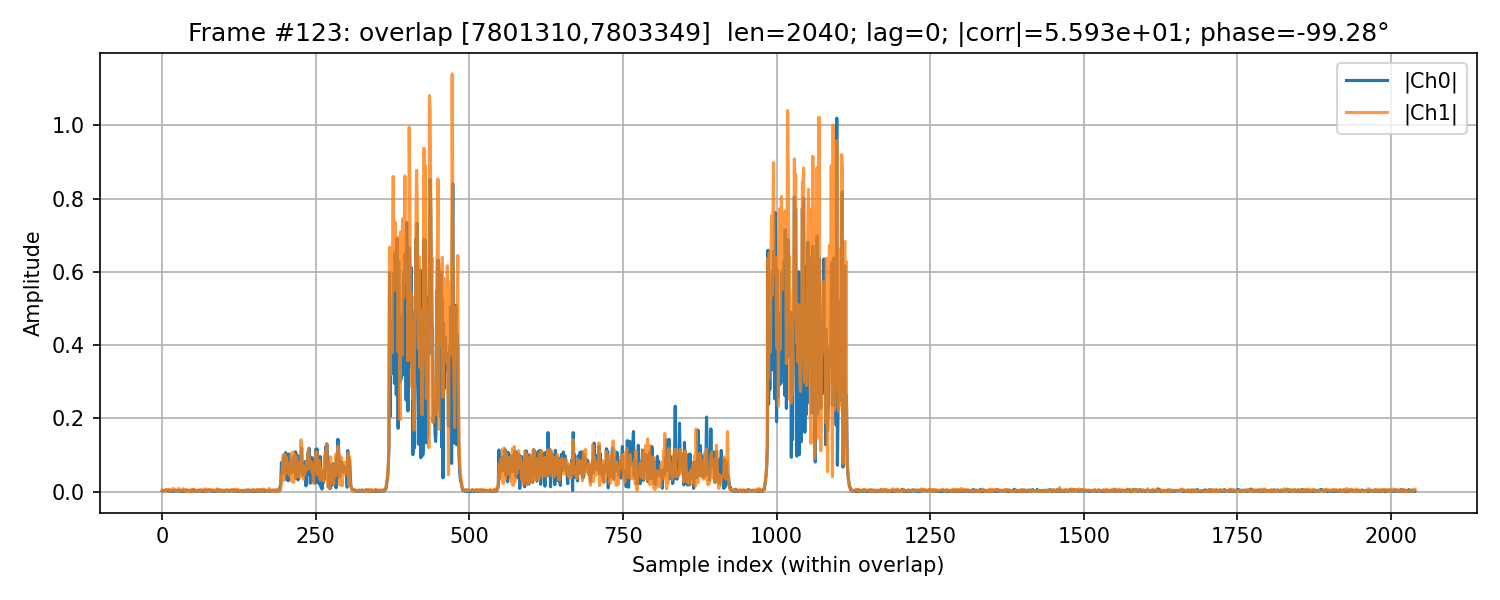 Frame #123: overlap [7801310,7803349]  len=2040; lag=0; |corr|=5.593e+01; phase=-99.28°
|Ch0|
|Ch1|
Amplitude
1.0
0.8
0.6
0.4
0.2
0.0
0 250 500 750 1000 1250 1500 1750 2000
Sample index (within overlap)